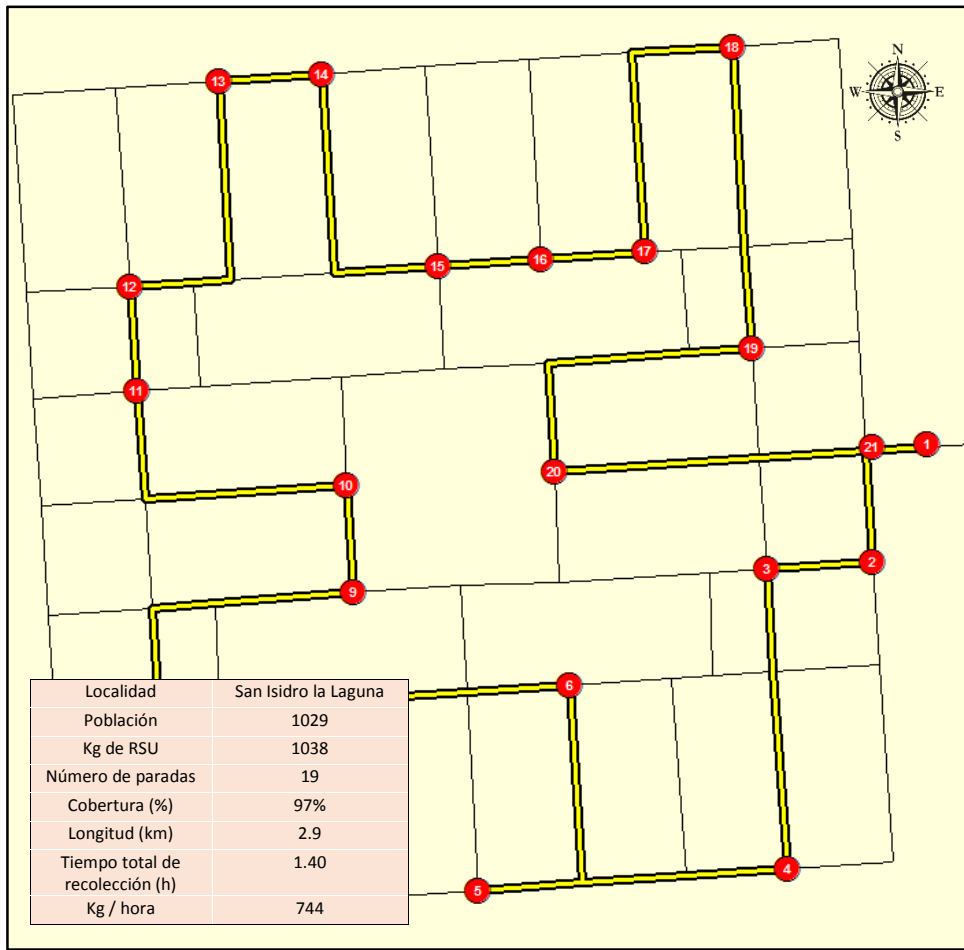 18
13
14
N
W
E
S
17
16
15
12
19
11
1
21
20
10
2
3
9
6
Localidad San Isidro la Laguna
Población 1029
Kg de RSU 1038
Número de paradas 19
Cobertura (%) 97%
Longitud (km) 2.9
Tiempo total de 1.40
recolección (h)
Kg / hora 744
4
5